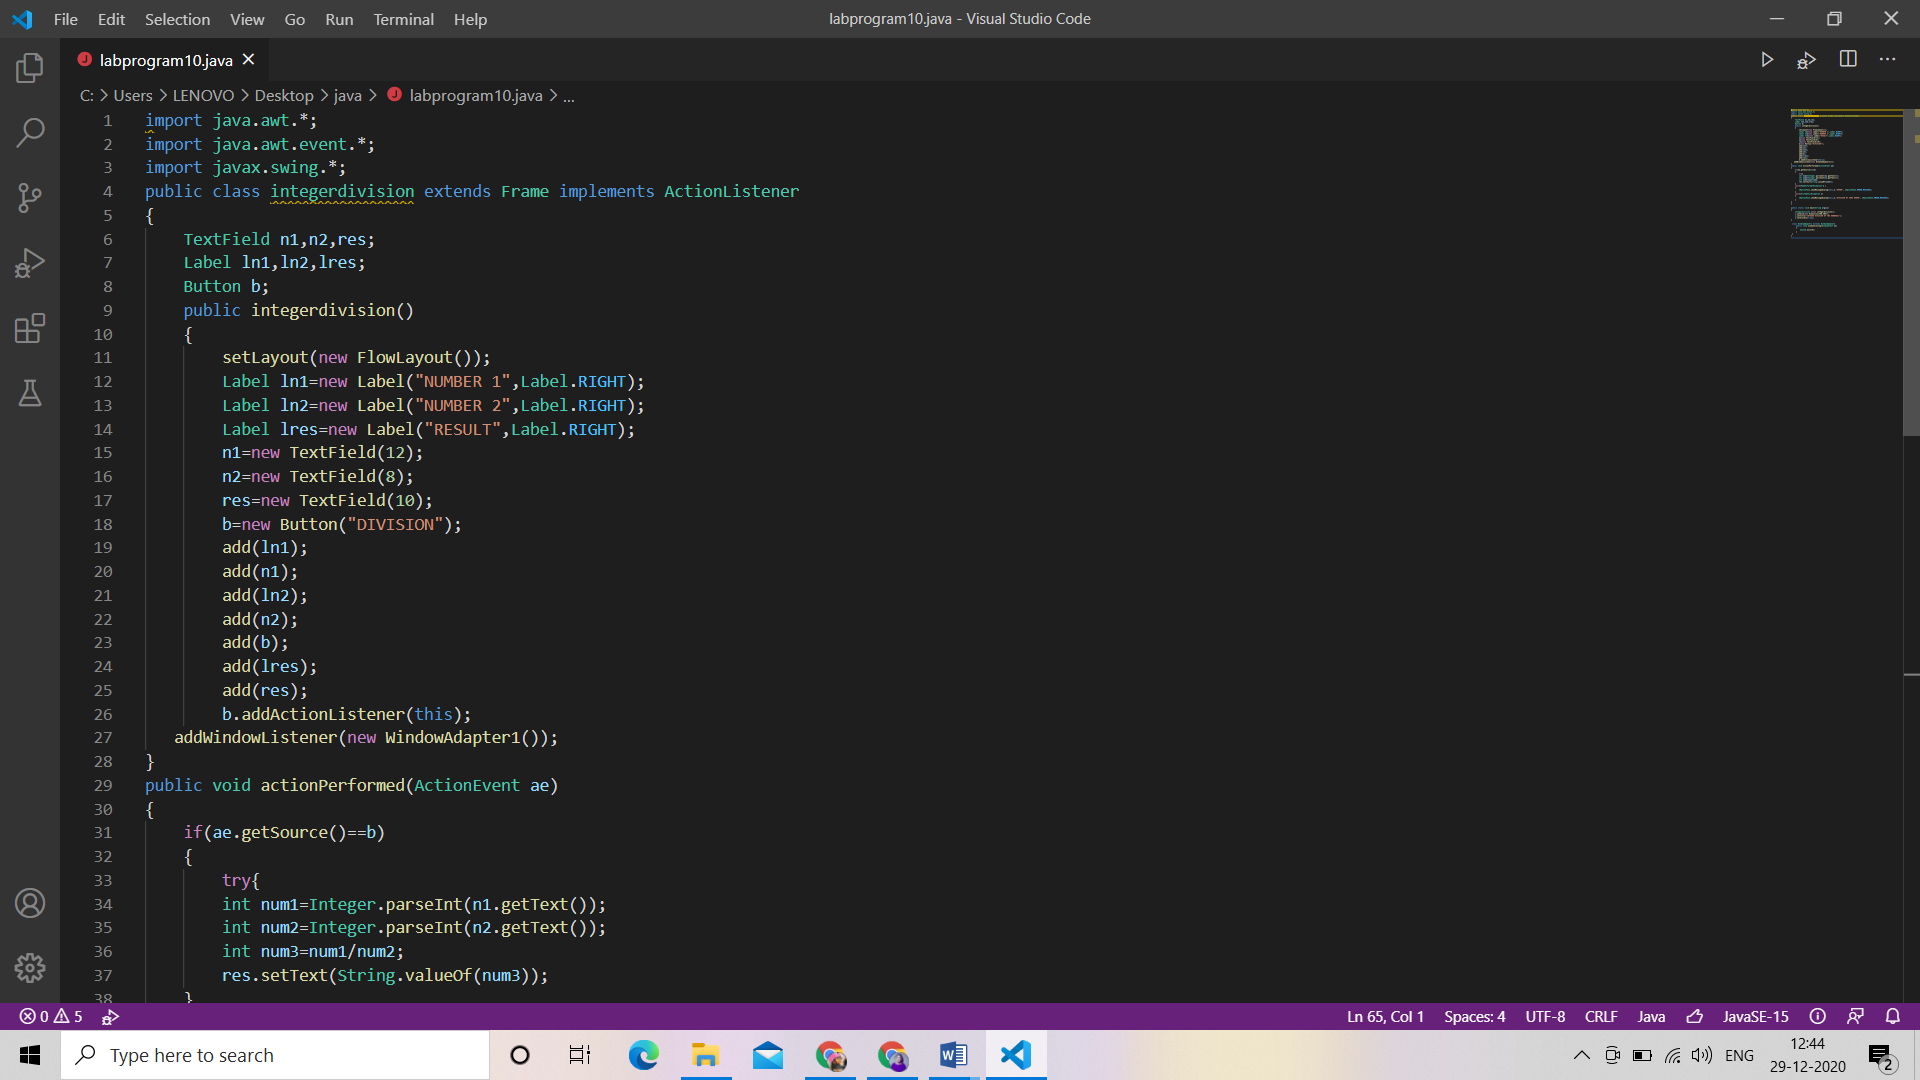 File Edit Selection View Go Run Terminal Help
labprogram10.java - Visual Studio Code
labprogram10.java
C: > Users > LENOVO > Desktop > java > labprogram10.java > ...
1 import java.awt.*;
2 import java.awt.event.*;
3 import javax.swing.*;
4 public class integerdivision extends Frame implements ActionListener
5 {
6 TextField n1,n2,res;
7 Label ln1,ln2,lres;
8 Button b;
9 public integerdivision()
10 {
11 setLayout(new FlowLayout());
12 Label ln1=new Label("NUMBER 1",Label.RIGHT);
13 Label ln2=new Label("NUMBER 2",Label.RIGHT);
14 Label lres=new Label("RESULT",Label.RIGHT);
15 n1=new TextField(12);
16 n2=new TextField(8);
17 res=new TextField(10);
18 b=new Button("DIVISION");
19 add(ln1);
20 add(n1);
21 add(ln2);
22 add(n2);
23 add(b);
24 add(lres);
25 add(res);
26 b.addActionListener(this);
27 addWindowListener(new WindowAdapter1());
28 }
29 public void actionPerformed(ActionEvent ae)
30 {
31 if(ae.getSource()==b)
32 {
33 try{
34 int num1=Integer.parseInt(n1.getText());
35 int num2=Integer.parseInt(n2.getText());
36 int num3=num1/num2;
37 res.setText(String.valueOf(num3));
38 }
0 5
Ln 65, Col 1 Spaces: 4 UTF-8 CRLF Java JavaSE-15
Type here to search
ENG
12:44
29-12-2020
2